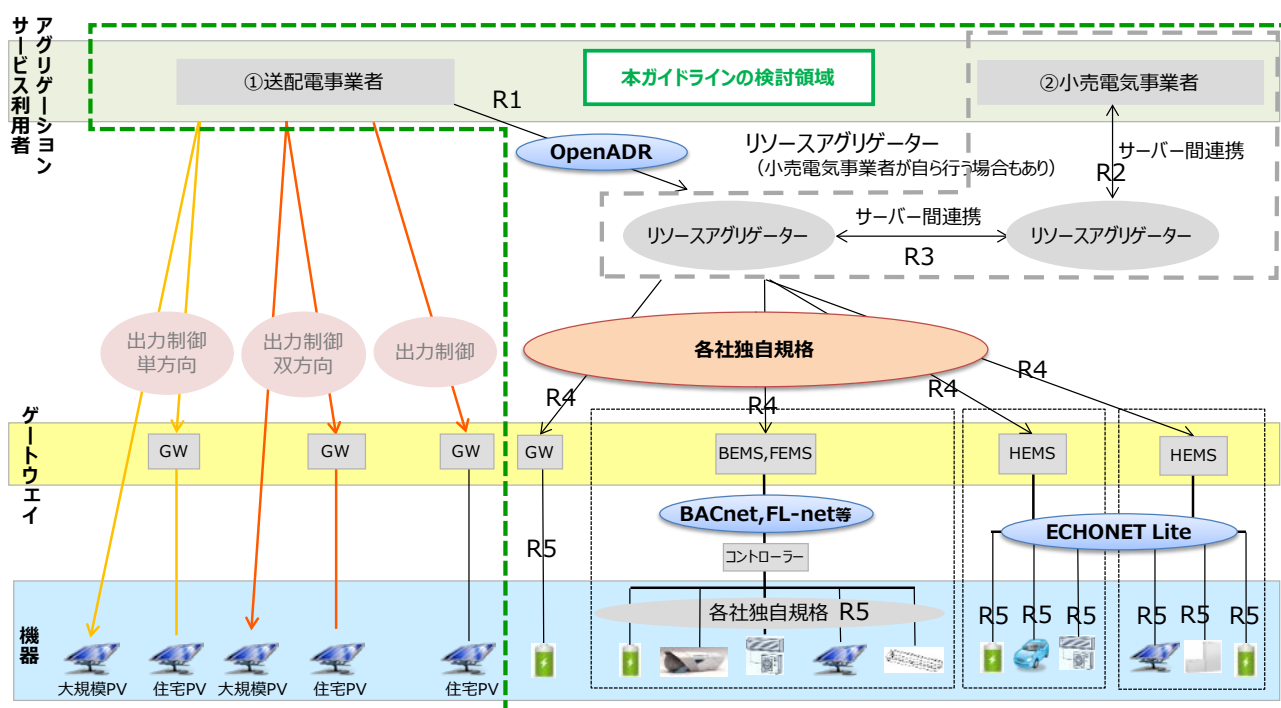 アグリゲーション
サービス利用者
①送配電事業者
本ガイドラインの検討領域
②小売電気事業者
R1
OpenADR
リソースアグリゲーター
(小売電気事業者が自ら行う場合もあり)
サーバー間連携
R2
リソースアグリゲーター
サーバー間連携
R3
リソースアグリゲーター
出力制御
単方向
出力制御
双方向
出力制御
各社独自規格
R4
R4
R4
R4
ゲートウエイ
GW
GW
GW
GW
BEMS,FEMS
HEMS
HEMS
BACnet,FL-net等
ECHONET Lite
R5
コントローラー
機器
各社独自規格 R5
R5
R5
R5
R5
R5
R5
大規模PV
住宅PV
大規模PV
住宅PV
住宅PV